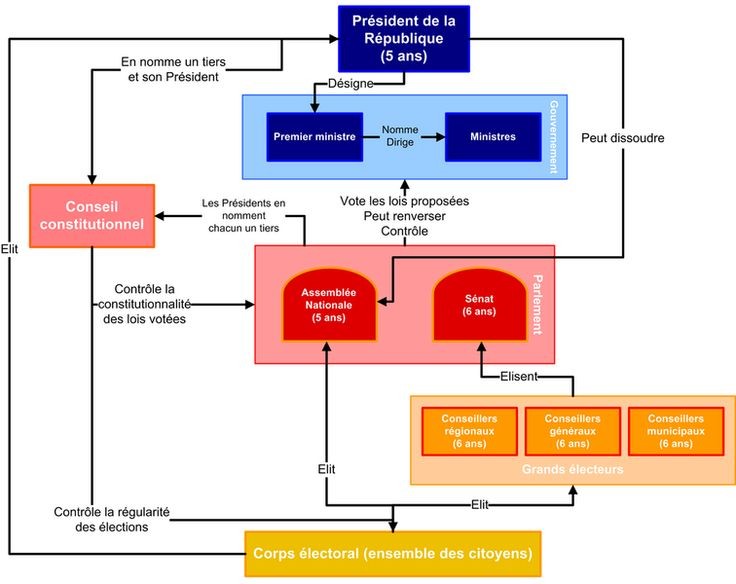 Président de la
République
(5 ans)
En nomme un tiers
et son Président
Désigne
Gouvernement
Premier ministre
Nomme
Dirige
Ministres
Peut dissoudre
Conseil
constitutionnel
Les Présidents en
nomment
chacun un tiers
Vote les lois proposées
Peut renverser
Contrôle
Elit
Parlement
Assemblée
Nationale
(5 ans)
Sénat
(6 ans)
Contrôle la
constitutionnalité
des lois votées
Elisent
Conseillers
régionaux
(6 ans)
Conseillers
généraux
(6 ans)
Conseillers
municipaux
(6 ans)
Grands électeurs
Elit
Elit
Contrôle la régularité
des élections
Corps électoral (ensemble des citoyens)